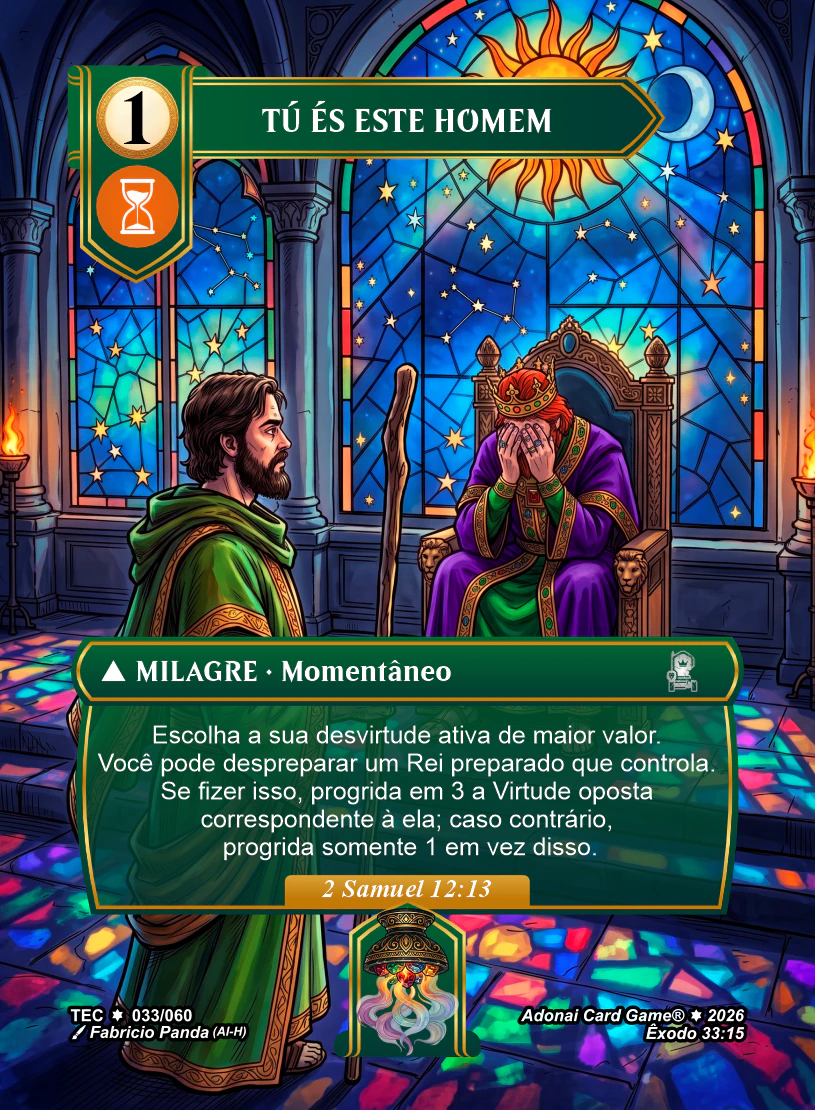 1
TÚ ÉS ESTE HOMEM
MILAGRE · Momentâneo
Escolha a sua desvirtude ativa de maior valor.
Você pode despreparar um Rei preparado que controla.
Se fizer isso, progrida em 3 a Virtude oposta
correspondente à ela; caso contrário,
progrida somente 1 em vez disso.
2 Samuel 12:13
TEC ✶ 033/060
Fabricio Panda (AI-H)
Adonai Card Game® ✶ 2026
Êxodo 33:15